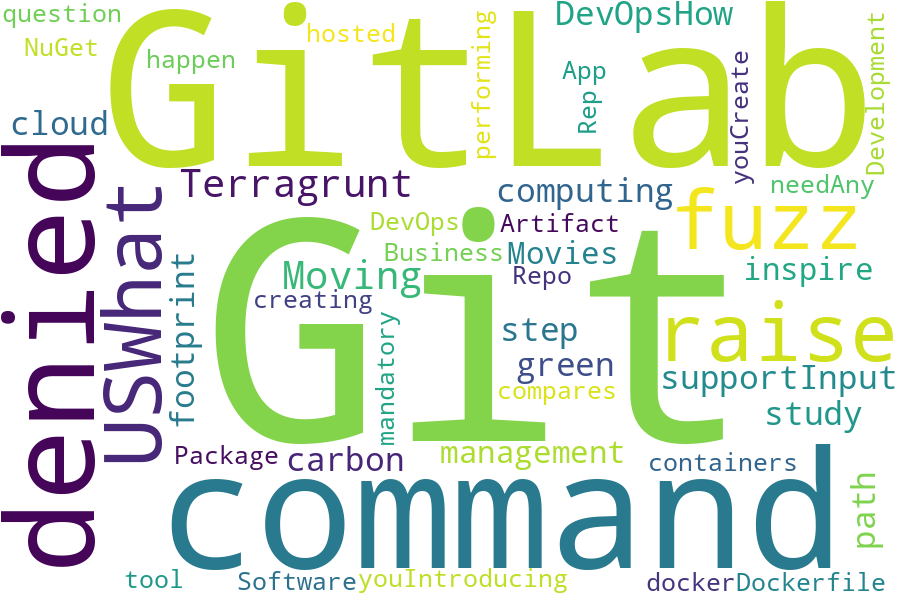 question
GitLab
hosted
DevOpsHow
NuGet
happen
performing
App
Rep
youCreate
Development
cloud
denied
USWhat
Terragrunt
computing
needAny
fuzz
DevOps
Artifact
Git
Business
Movies
inspire
footprint
Moving
Repo
creating
mandatory
step
raise
green
supportInput
compares
study
Package
carbon
management
containers
command
path
tool
Software
youIntroducing
docker
Dockerfile